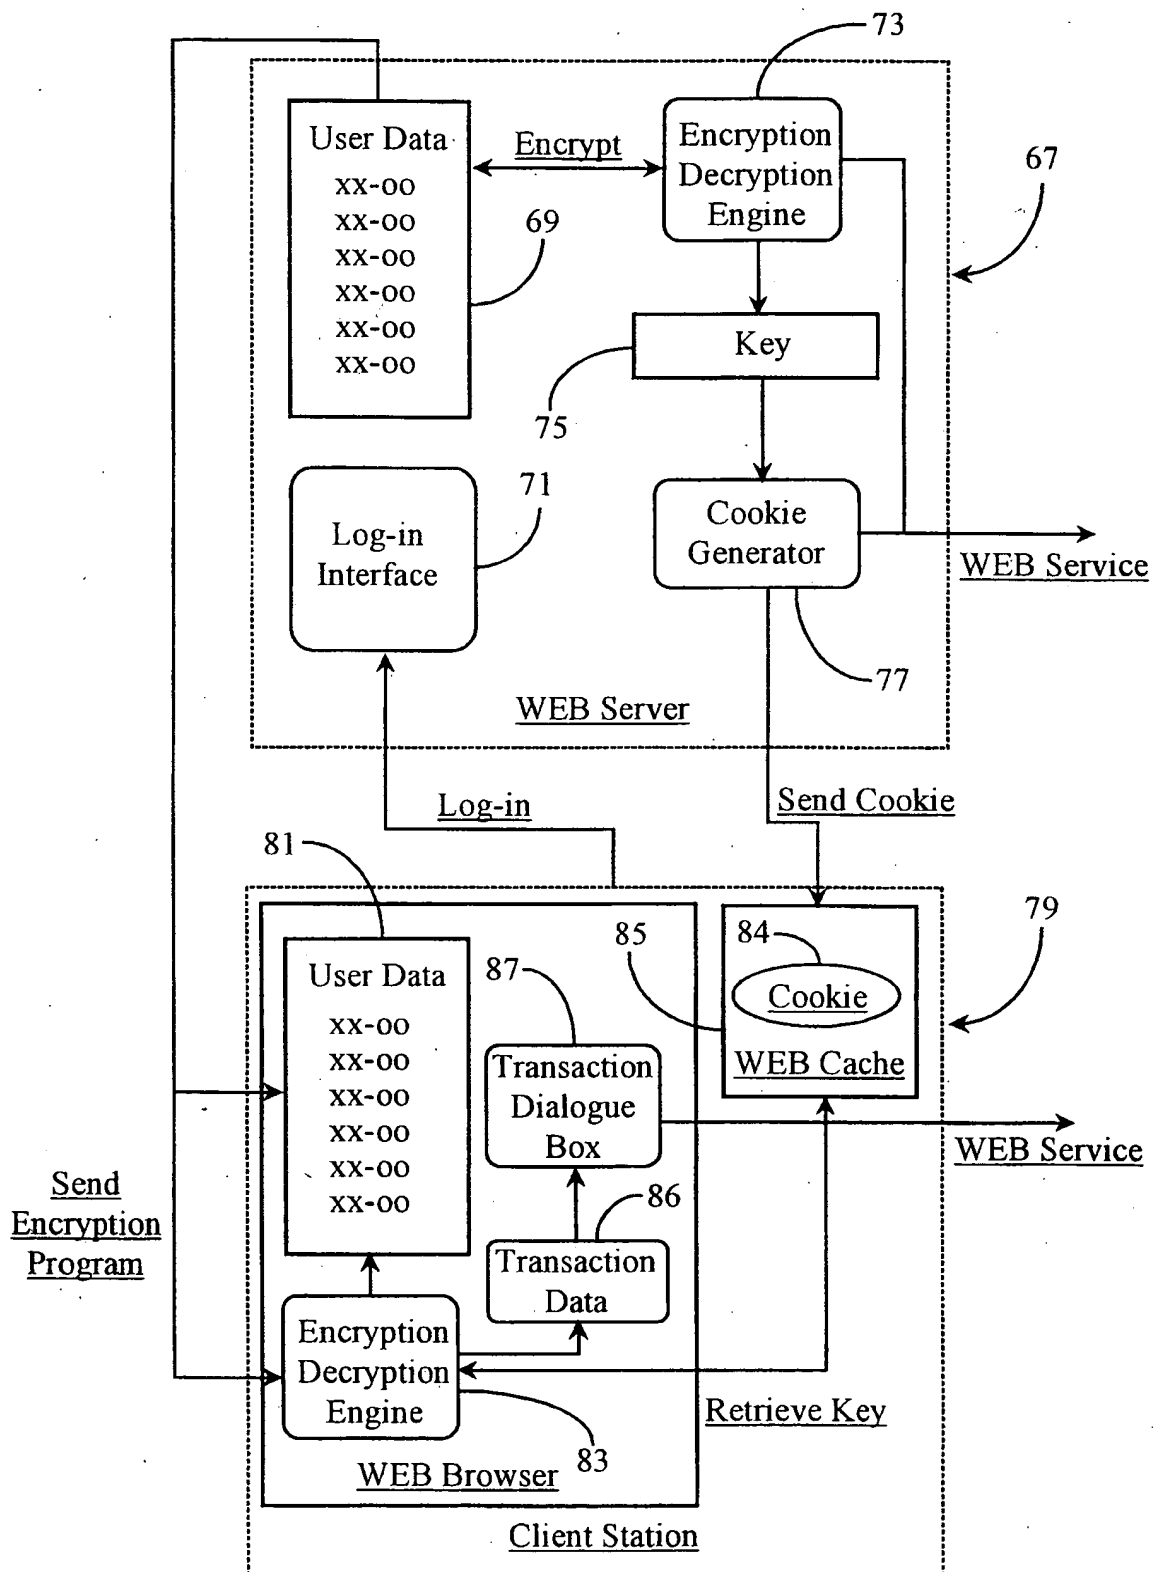 73
User Data
xx-oo
xx-oo
xx-oo
xx-oo
xx-oo
xx-oo
Encrypt
Encryption
Decryption
Engine
67
69
Key
75
71
Log-in
Interface
Cookie
Generator
WEB Service
77
WEB Server
Log-in
Send Cookie
81
User Data
xx-oo
xx-oo
xx-oo
xx-oo
xx-oo
xx-oo
87
85
84
Cookie
WEB Cache
79
Transaction
Dialogue
Box
WEB Service
Send
Encryption
Program
86
Transaction
Data
Encryption
Decryption
Engine
Retrieve Key
83
WEB Browser
Client Station